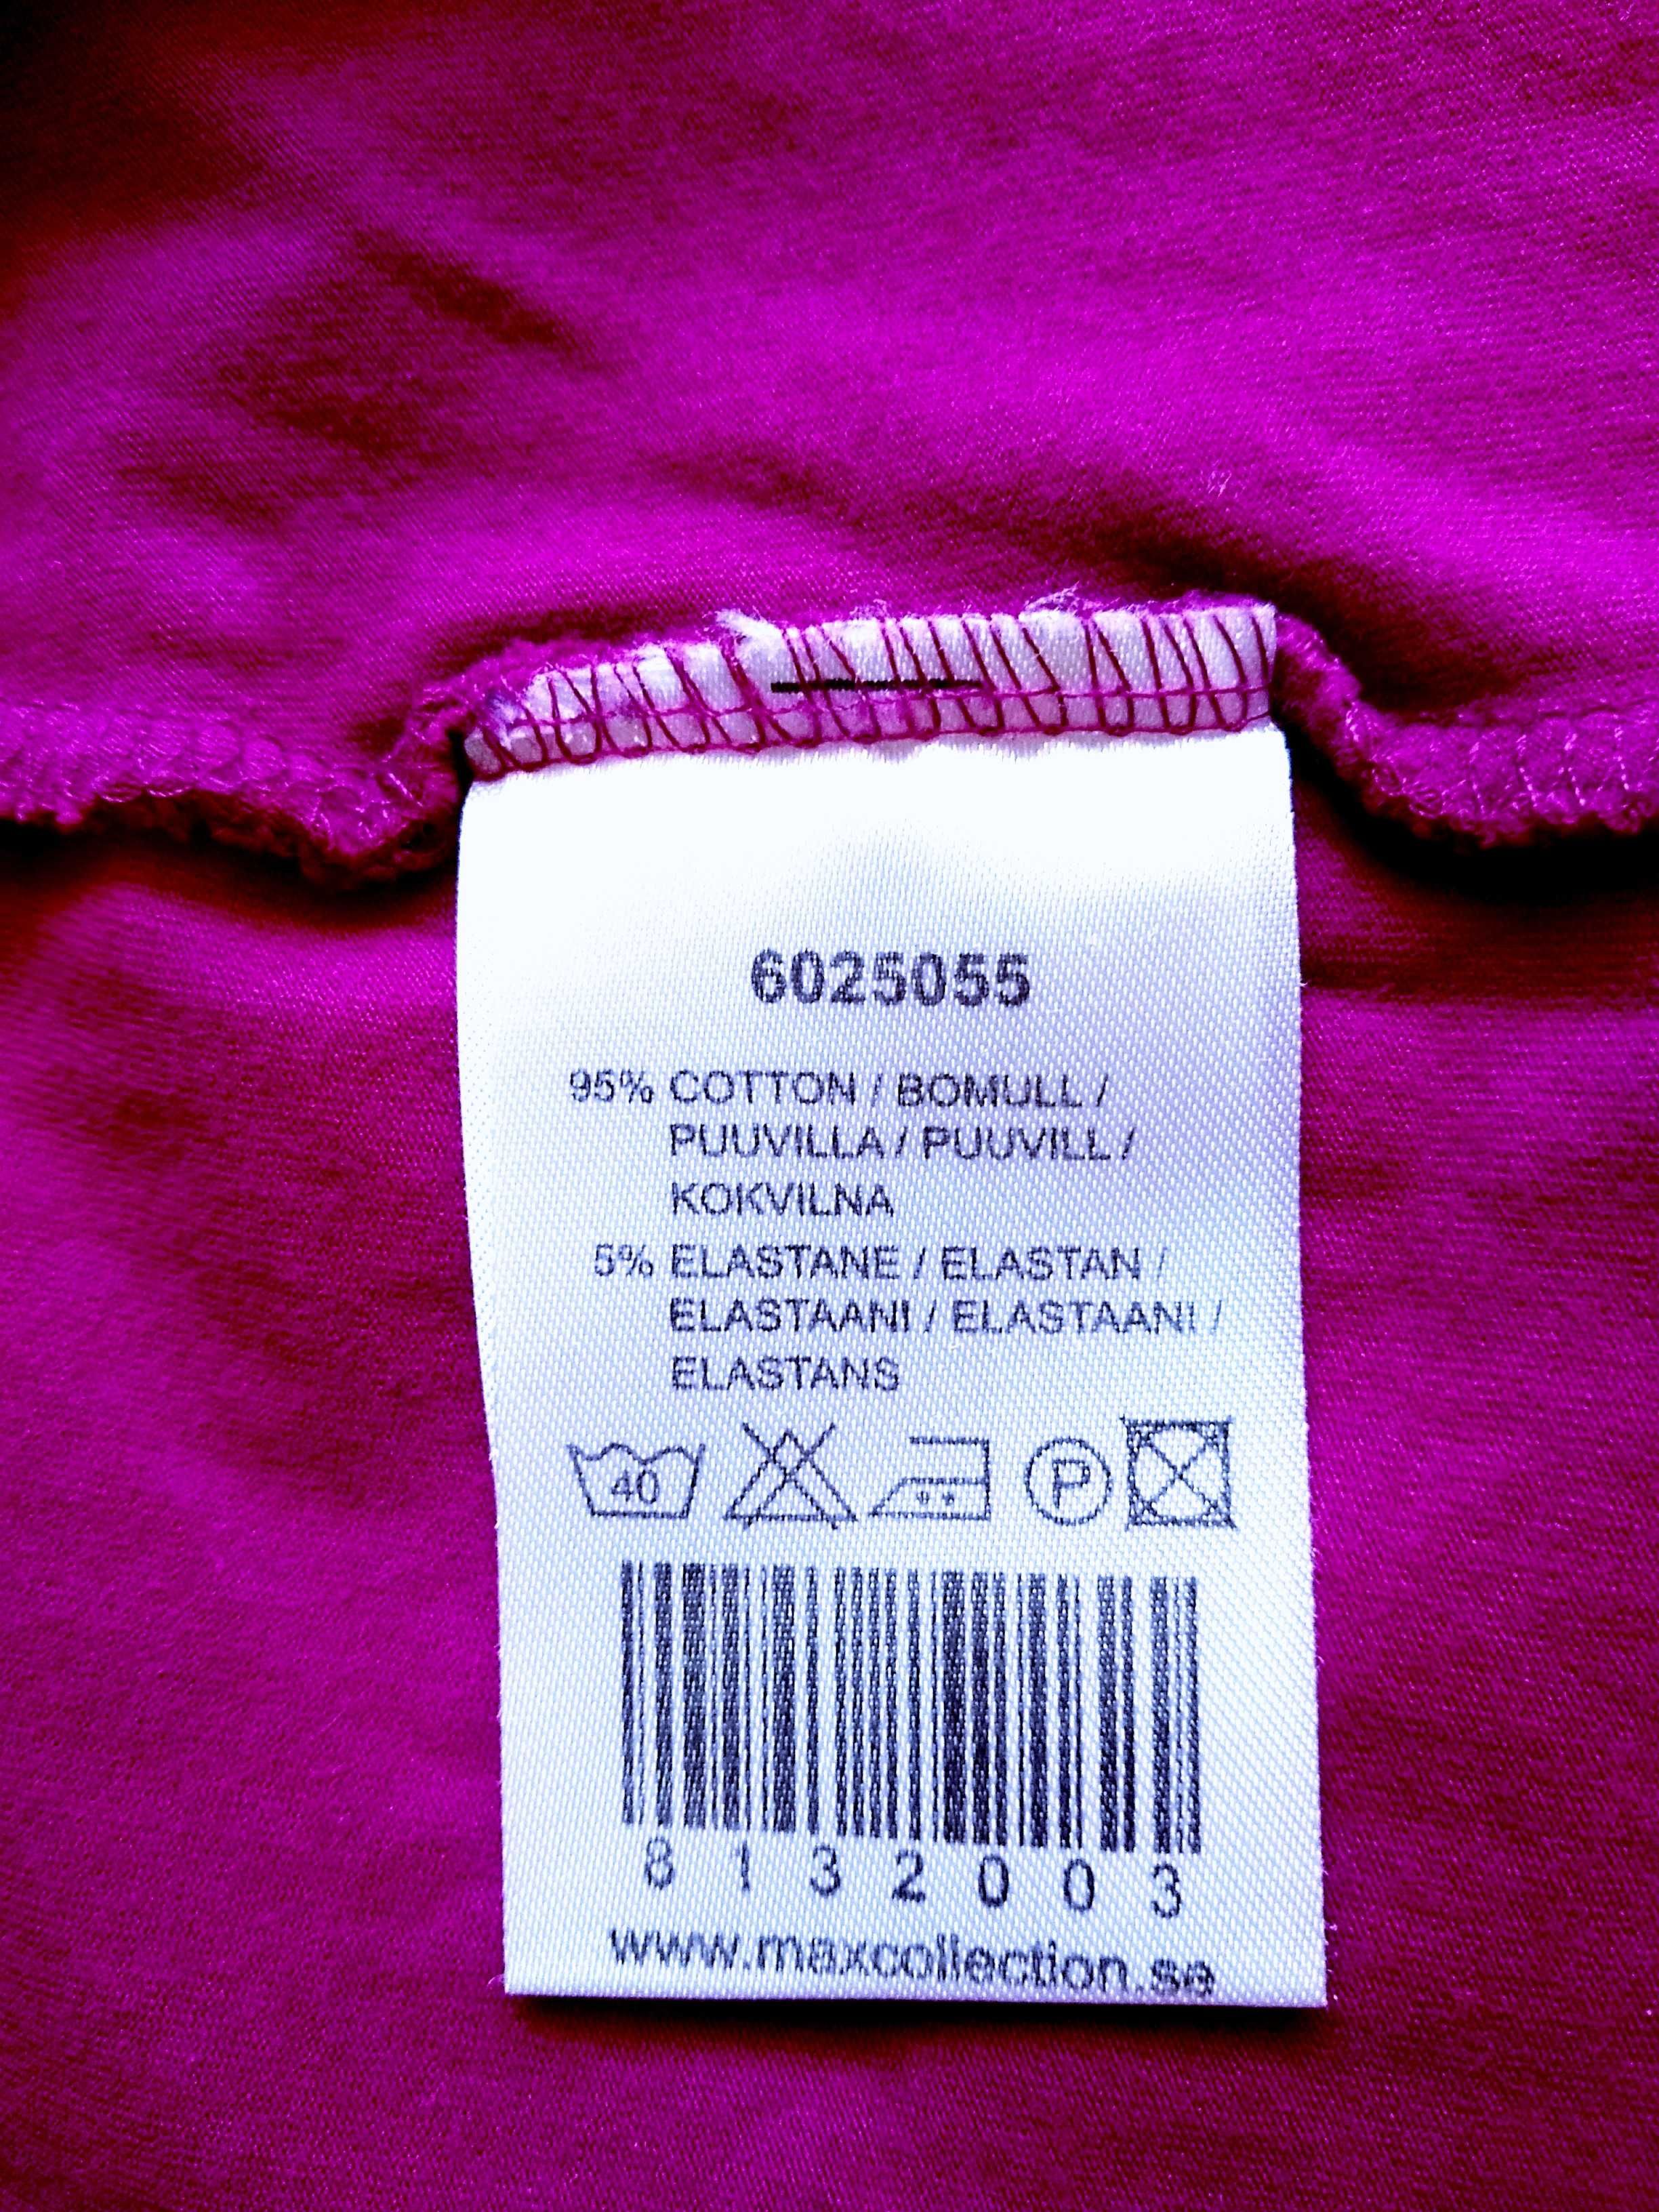 6025055
95% COTTON / BOMULL /
PUUVILLA / PUUVILL /
KOKVILNA
5% ELASTANE / ELASTAN /
ELASTAANI / ELASTAANI /
ELASTANS
40 P
8 1 3 2 0 0 3
www.maxcollection.se